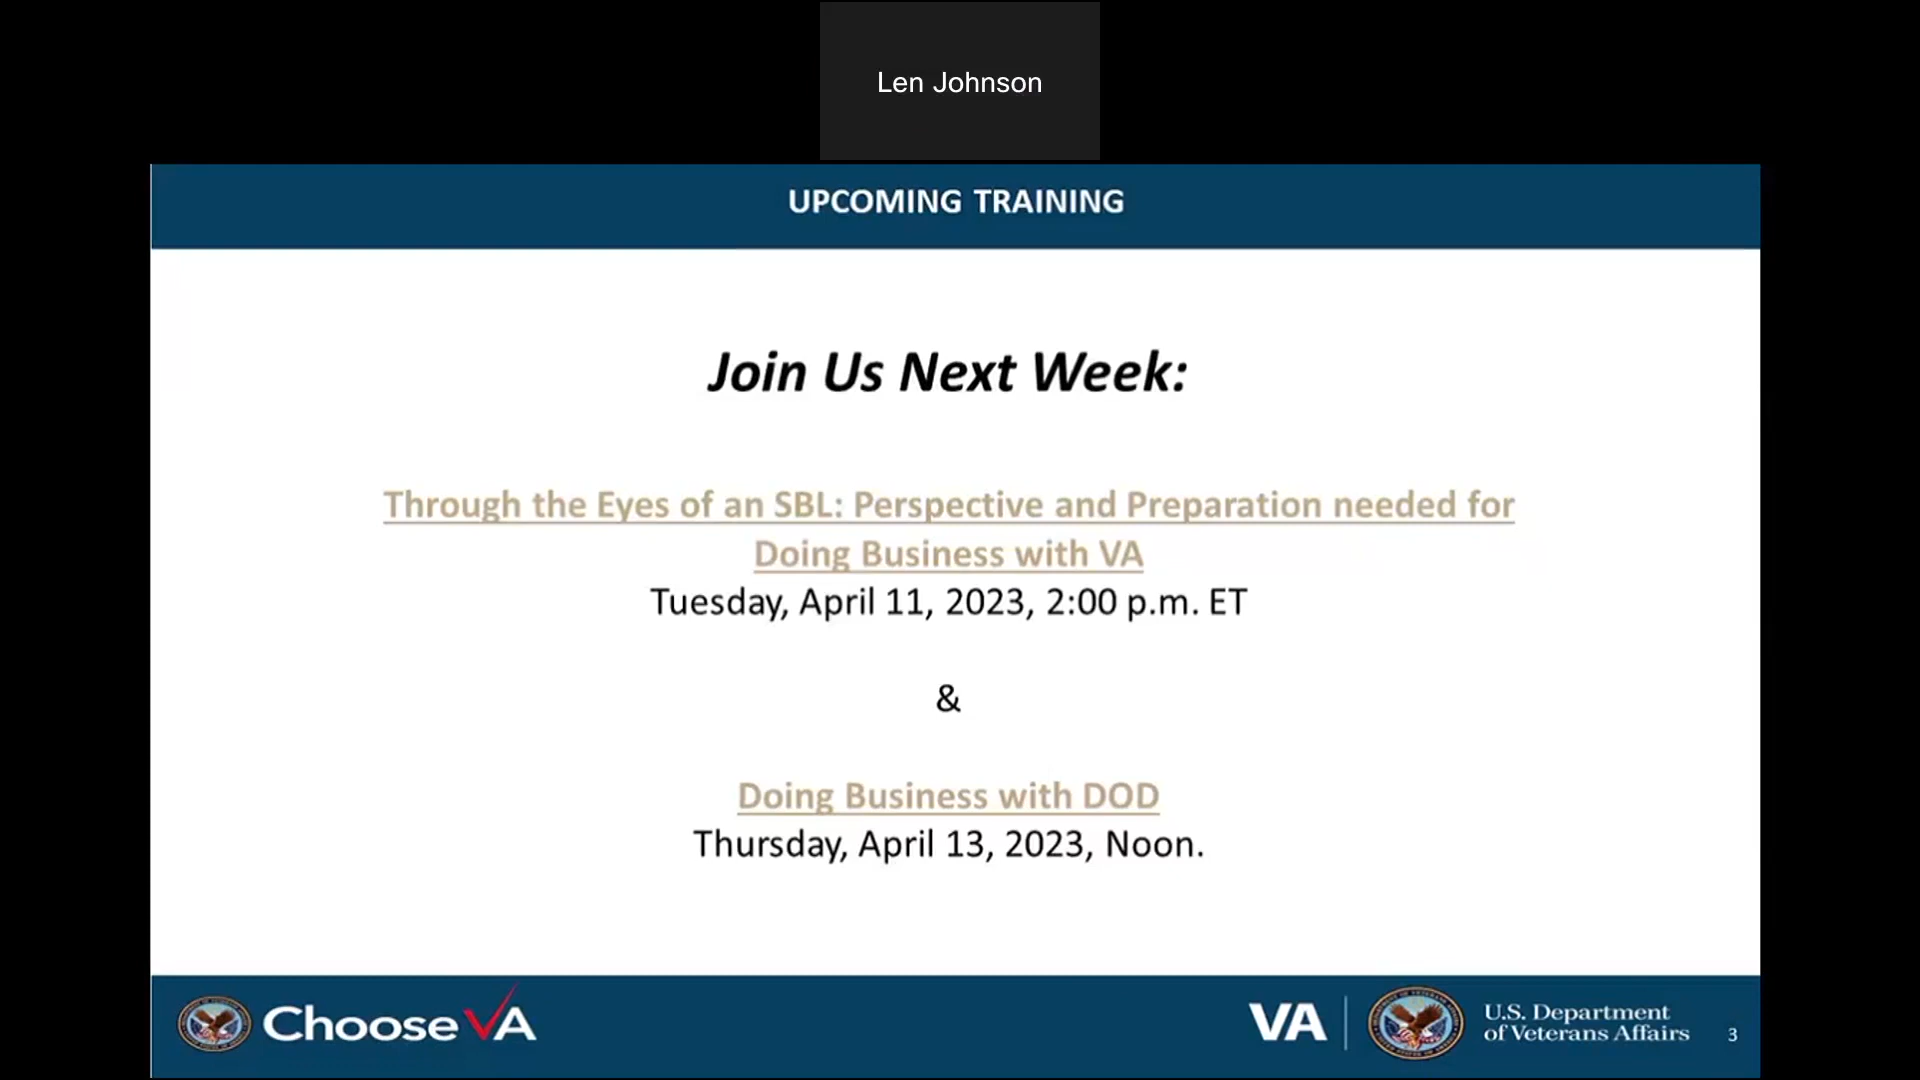 Len Johnson
UPCOMING TRAINING
Join Us Next Week:
Through the Eyes of an SBL: Perspective and Preparation needed for
Doing Business with VA
Tuesday, April 11, 2023, 2:00 p.m. ET
&
Doing Business with DOD
Thursday, April 13, 2023, Noon.
Choose VA
VA
U.S. Department
of Veterans Affairs
3